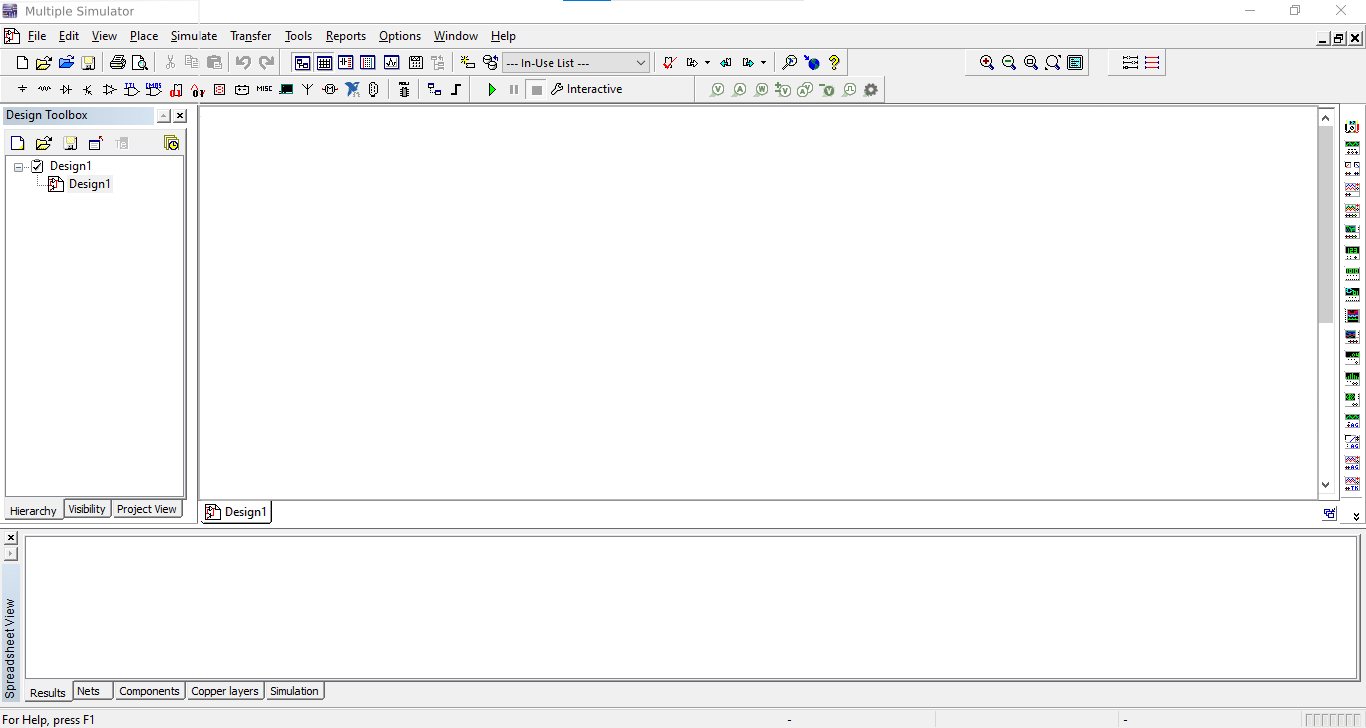 Multiple Simulator
File Edit View Place Simulate Transfer Tools Reports Options Window Help
--- In-Use List ---
MISC Interactive
Design Toolbox
Design1
Design1
Hierarchy Visibility Project View
Design1
Spreadsheet View
Results Nets Components Copper layers Simulation
For Help, press F1 - -